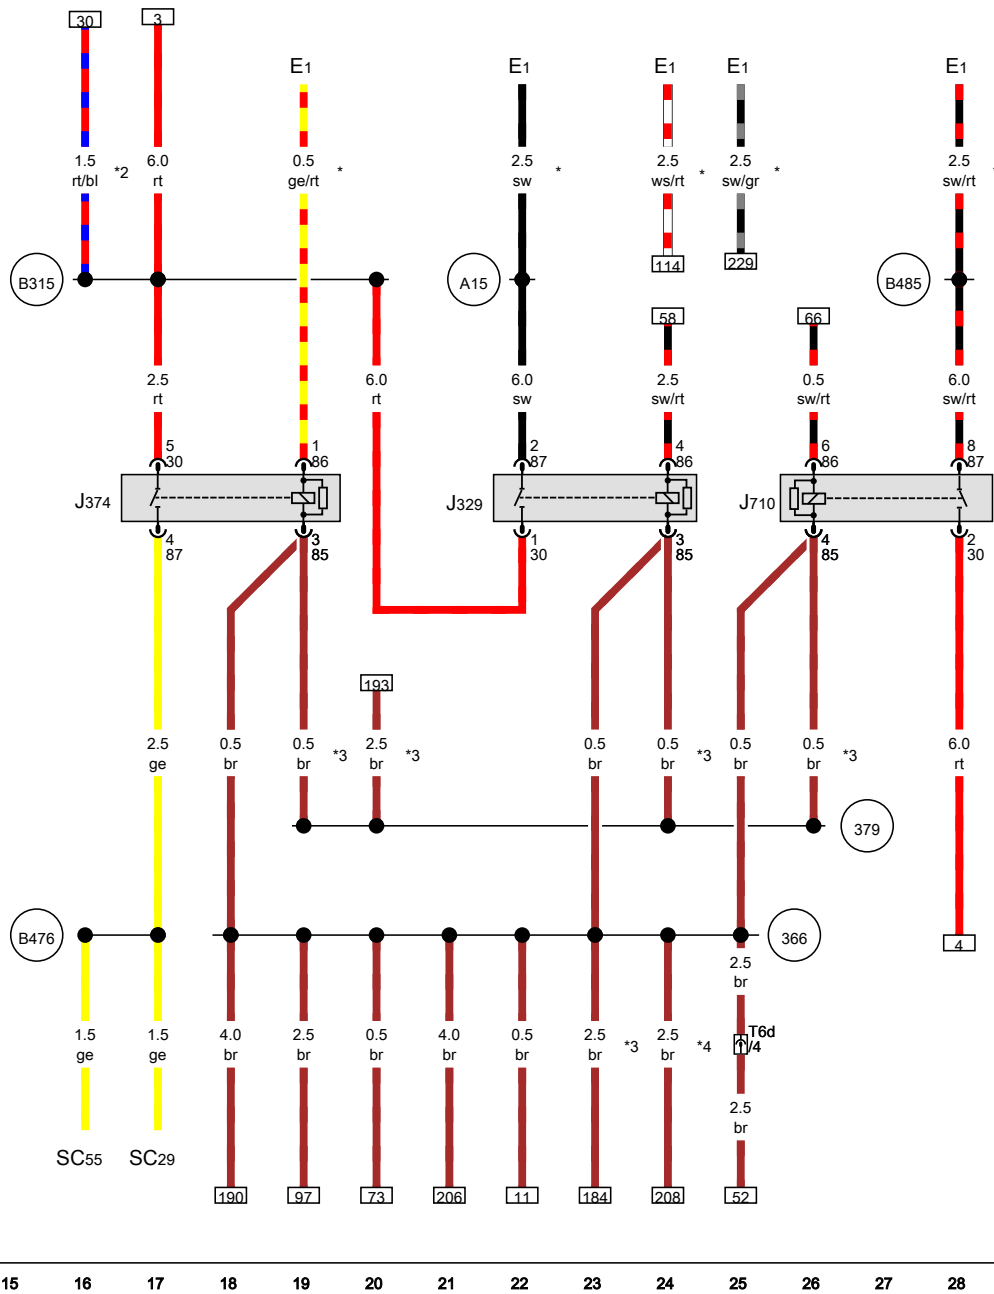 30 3
E1 E1 E1 E1 E1
1.5 6.0 0.5 2.5 2.5 2.5 2.5
rt/bl *2 rt ge/rt * sw * ws/rt * sw/gr * sw/rt
B315 A15 114 229 B485
58 66
2.5 6.0 6.0 2.5 0.5 6.0
rt rt sw sw/rt sw/rt sw/rt
5 1 2 4 6 8
30 86 87 86 86 87
J374 J329 J710
4 3 1 3 4 2
87 85 30 85 85 30
193
2.5 0.5 0.5 2.5 0.5 0.5 0.5 0.5 6.0
ge br br *3 br *3 br br *3 br br *3 rt
379
B476 366 4
2.5
br
1.5 1.5 4.0 2.5 0.5 4.0 0.5 2.5 2.5 T6d
ge ge br br br br br br *3 br *4 /4
2.5
br
SC55 SC29
190 97 73 206 11 184 208 52
15 16 17 18 19 20 21 22 23 24 25 26 27 28